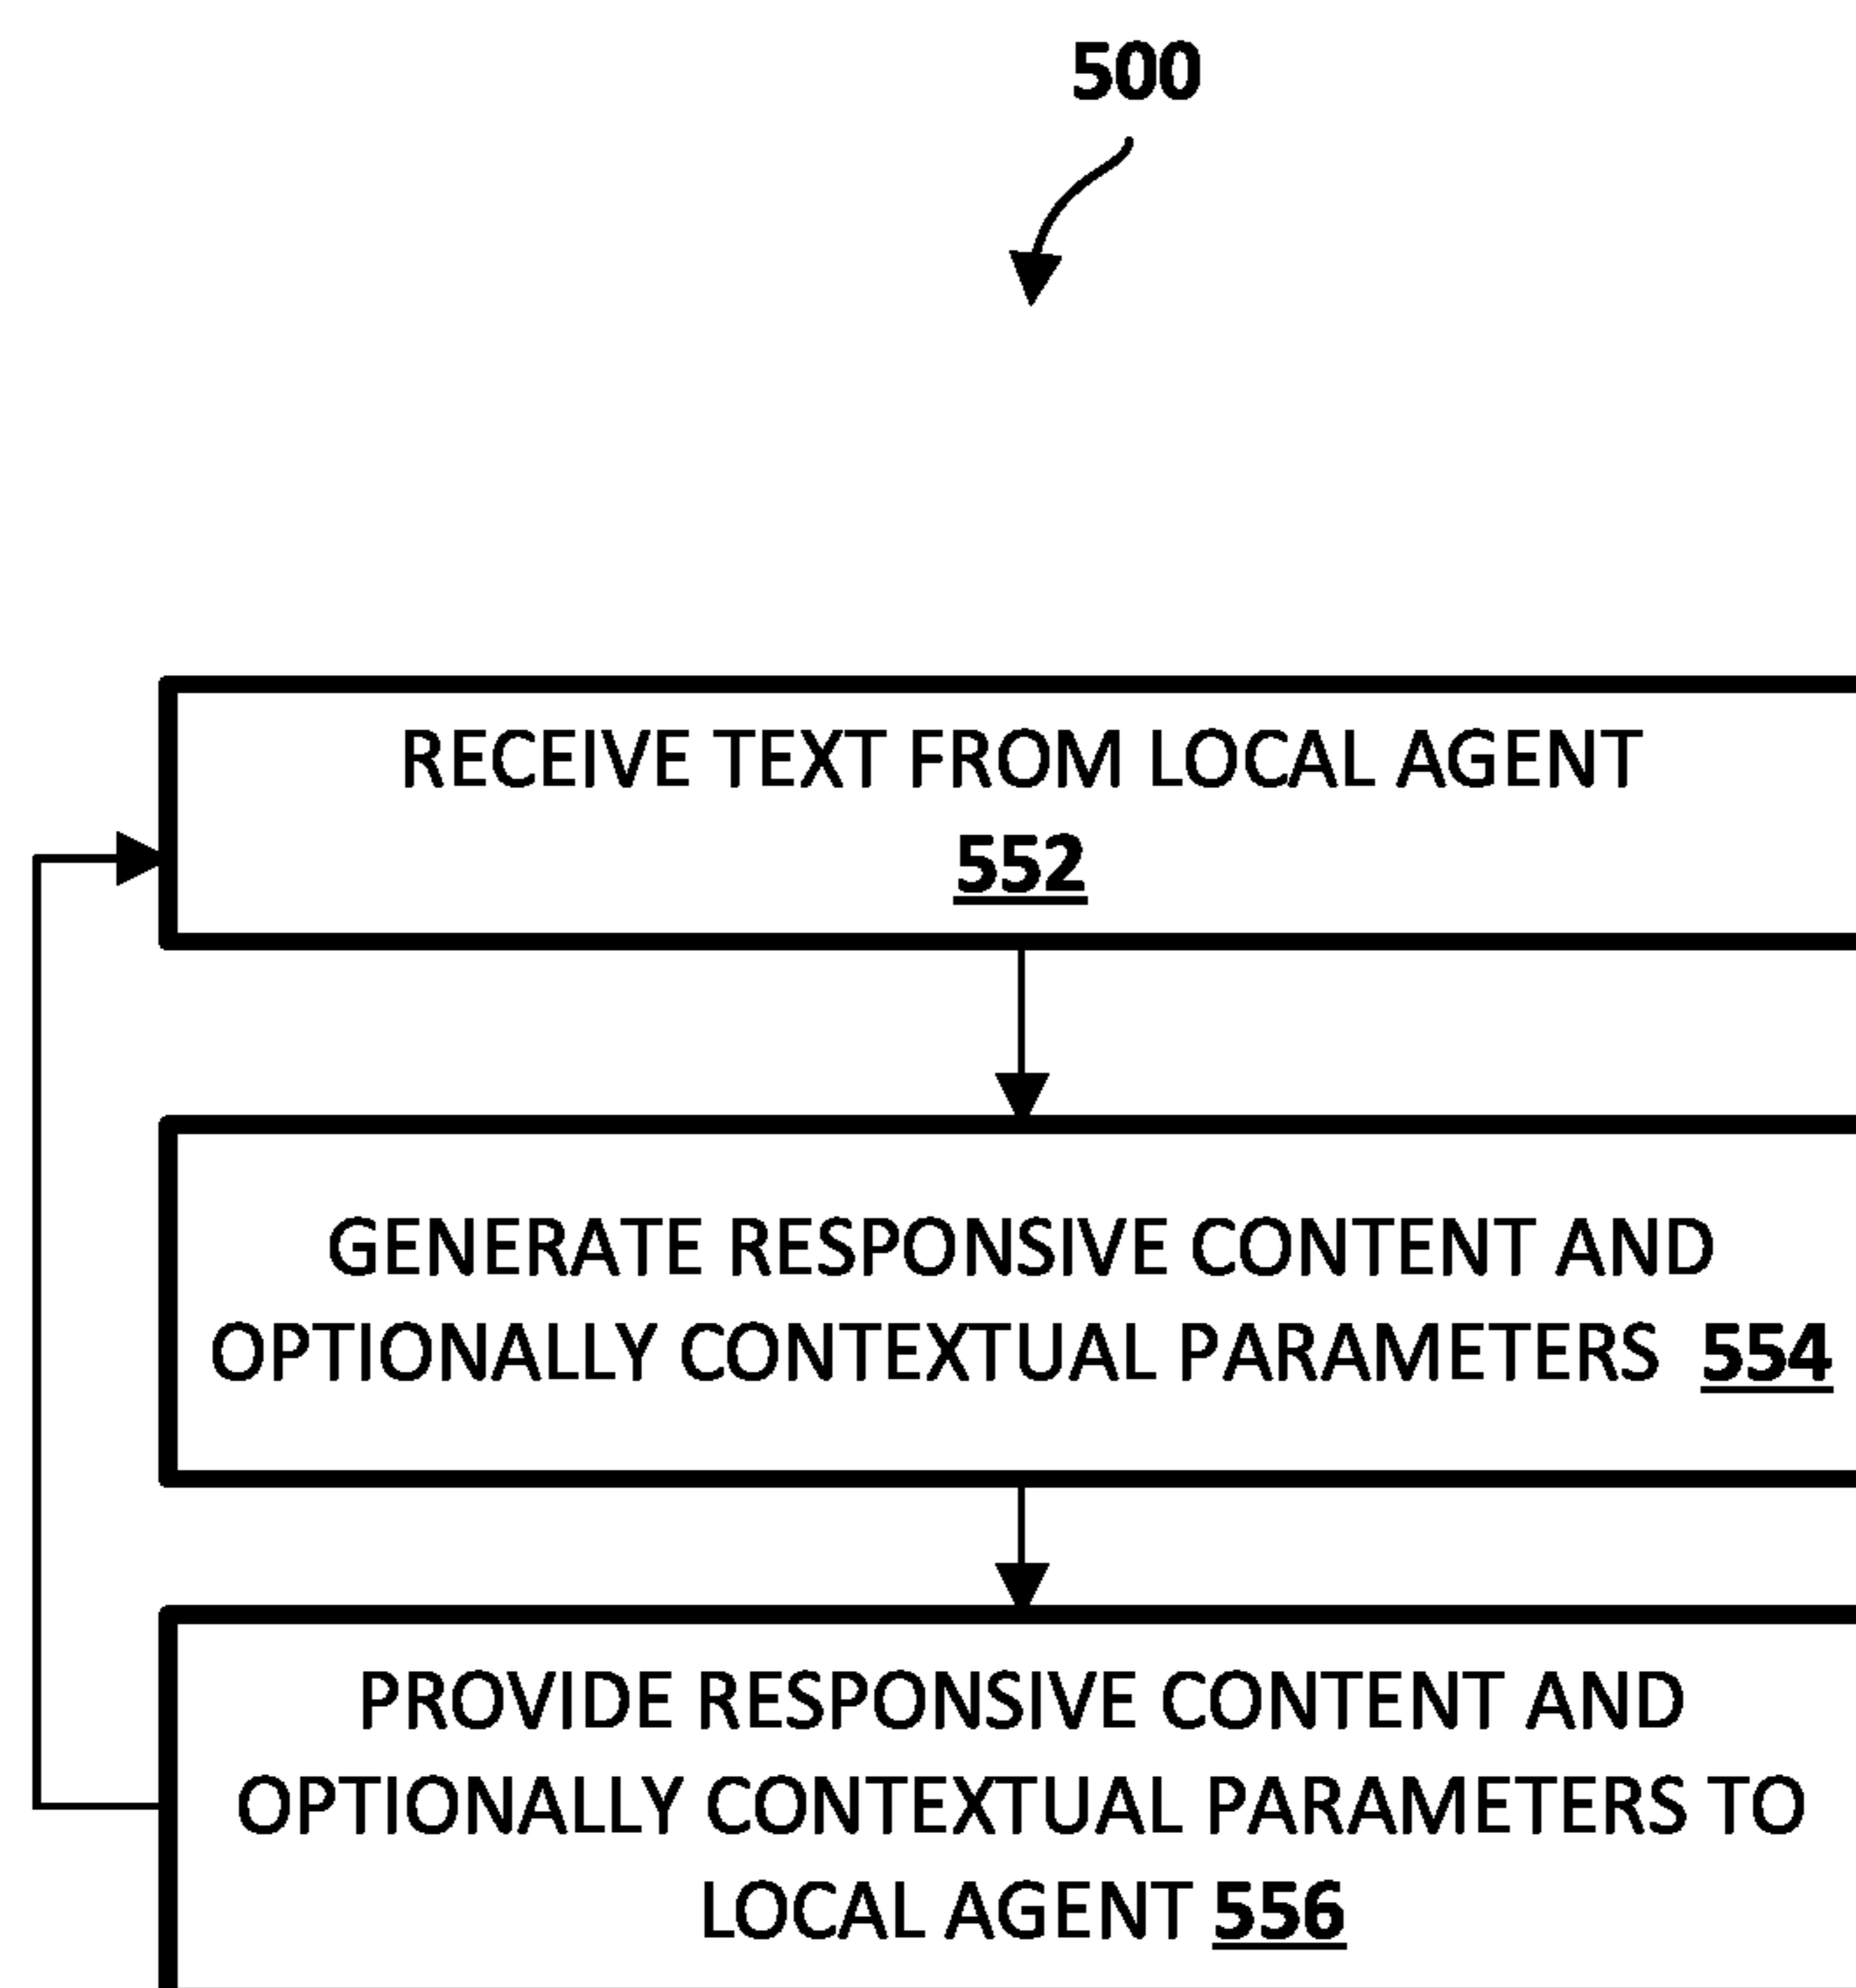 500
RECEIVE TEXT FROM LOCAL AGENT
552
GENERATE RESPONSIVE CONTENT AND
OPTIONALLY CONTEXTUAL PARAMETERS 554
PROVIDE RESPONSIVE CONTENT AND
OPTIONALLY CONTEXTUAL PARAMETERS TO
LOCAL AGENT 556